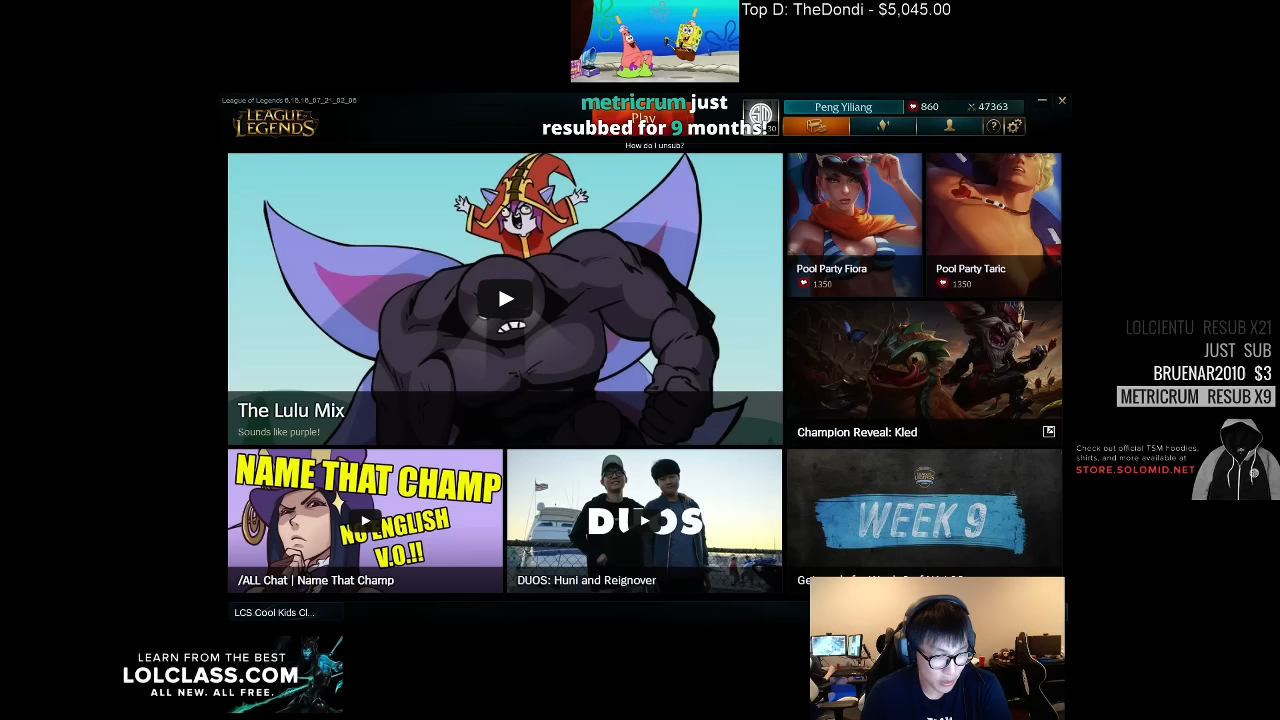 Top D: TheDondi - $5,045.00
League of Legends 6.16.16_07_21_02_05
LEAGUE OF LEGENDS
metricrum just
resubbed for 9 months!
Play
How do I unsub?
TSM
30
Peng Yiliang
860
47363
?
The Lulu Mix
Sounds like purple!
Pool Party Fiora
1350
Pool Party Taric
1350
Champion Reveal: Kled
NAME THAT CHAMP
NO ENGLISH
V.O.!!
/ALL Chat | Name That Champ
DUOS
DUOS: Huni and Reignover
WEEK 9
LCS Cool Kids Cl...
LOLCIENTU RESUB X21
JUST SUB
BRUENAR2010 $3
METRICRUM RESUB X9
Check out official TSM hoodies,
shirts, and more available at
STORE.SOLOMID.NET
LEARN FROM THE BEST
LOLCLASS.COM
ALL NEW. ALL FREE.